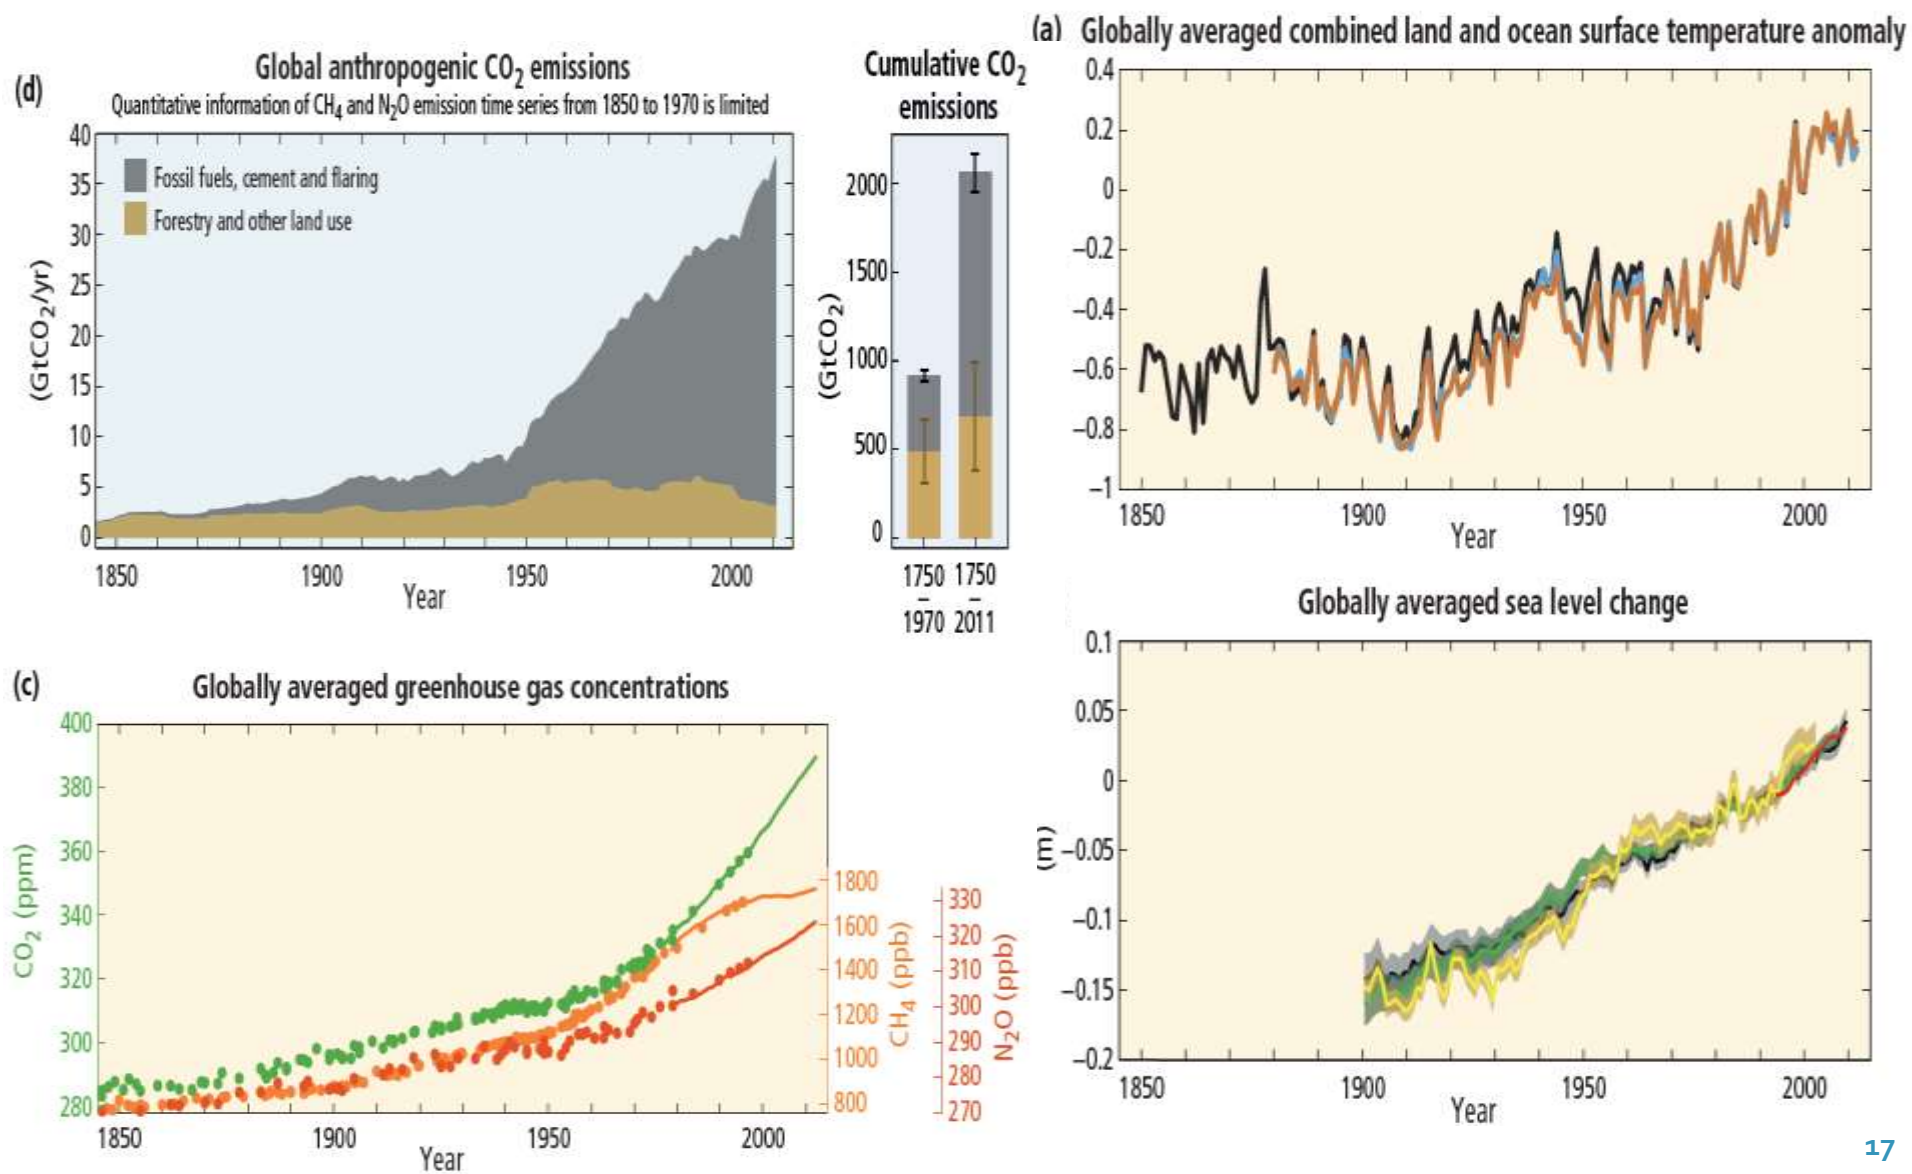 (d)
Global anthropogenic CO₂ emissions
Quantitative information of CH₄ and N₂O emission time series from 1850 to 1970 is limited
Fossil fuels, cement and flaring
Forestry and other land use
(GtCO₂/yr)
40
35
30
25
20
15
10
5
0
1850 1900 1950 2000
Year
Cumulative CO₂
emissions
(GtCO₂)
2000
1500
1000
500
0
1750 1750
– –
1970 2011
(a) Globally averaged combined land and ocean surface temperature anomaly
0.4
0.2
0
−0.2
−0.4
−0.6
−0.8
−1
1850 1900 1950 2000
Year
(c)
Globally averaged greenhouse gas concentrations
CO₂ (ppm)
400
380
360
340
320
300
280
1800
1600
1400
1200
1000
800
CH₄ (ppb)
330
320
310
300
290
280
270
N₂O (ppb)
1850 1900 1950 2000
Year
Globally averaged sea level change
(m)
0.1
0.05
0
−0.05
−0.1
−0.15
−0.2
1850 1900 1950 2000
Year
17